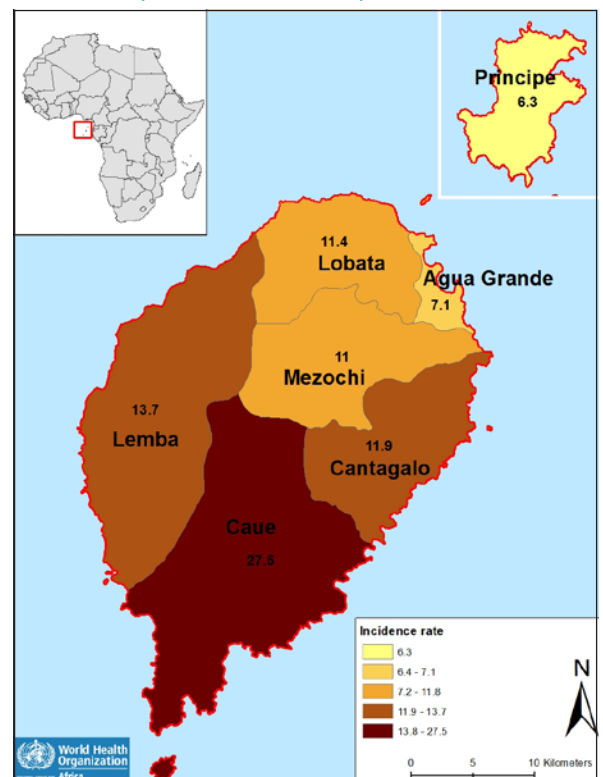 Principe
6.3
11.4
Lobata
Agua Grande
7.1
11
Mezochi
13.7
Lemba
11.9
Cantagalo
Caue
27.5
Incidence rate
6.3
6.4 - 7.1
7.2 - 11.8
11.9 - 13.7
13.8 - 27.5
N
0 5 10 Kilometers
World Health
Organization
Africa